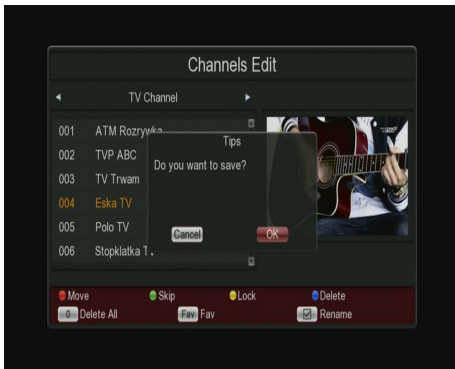 Channels Edit
TV Channel
001 ATM Rozrywka
002 TVP ABC
003 TV Trwam
004 Eska TV
005 Polo TV
006 Stopklatka T
Tips
Do you want to save?
Cancel OK
Move Skip Lock Delete
0 Delete All Fav Fav Rename